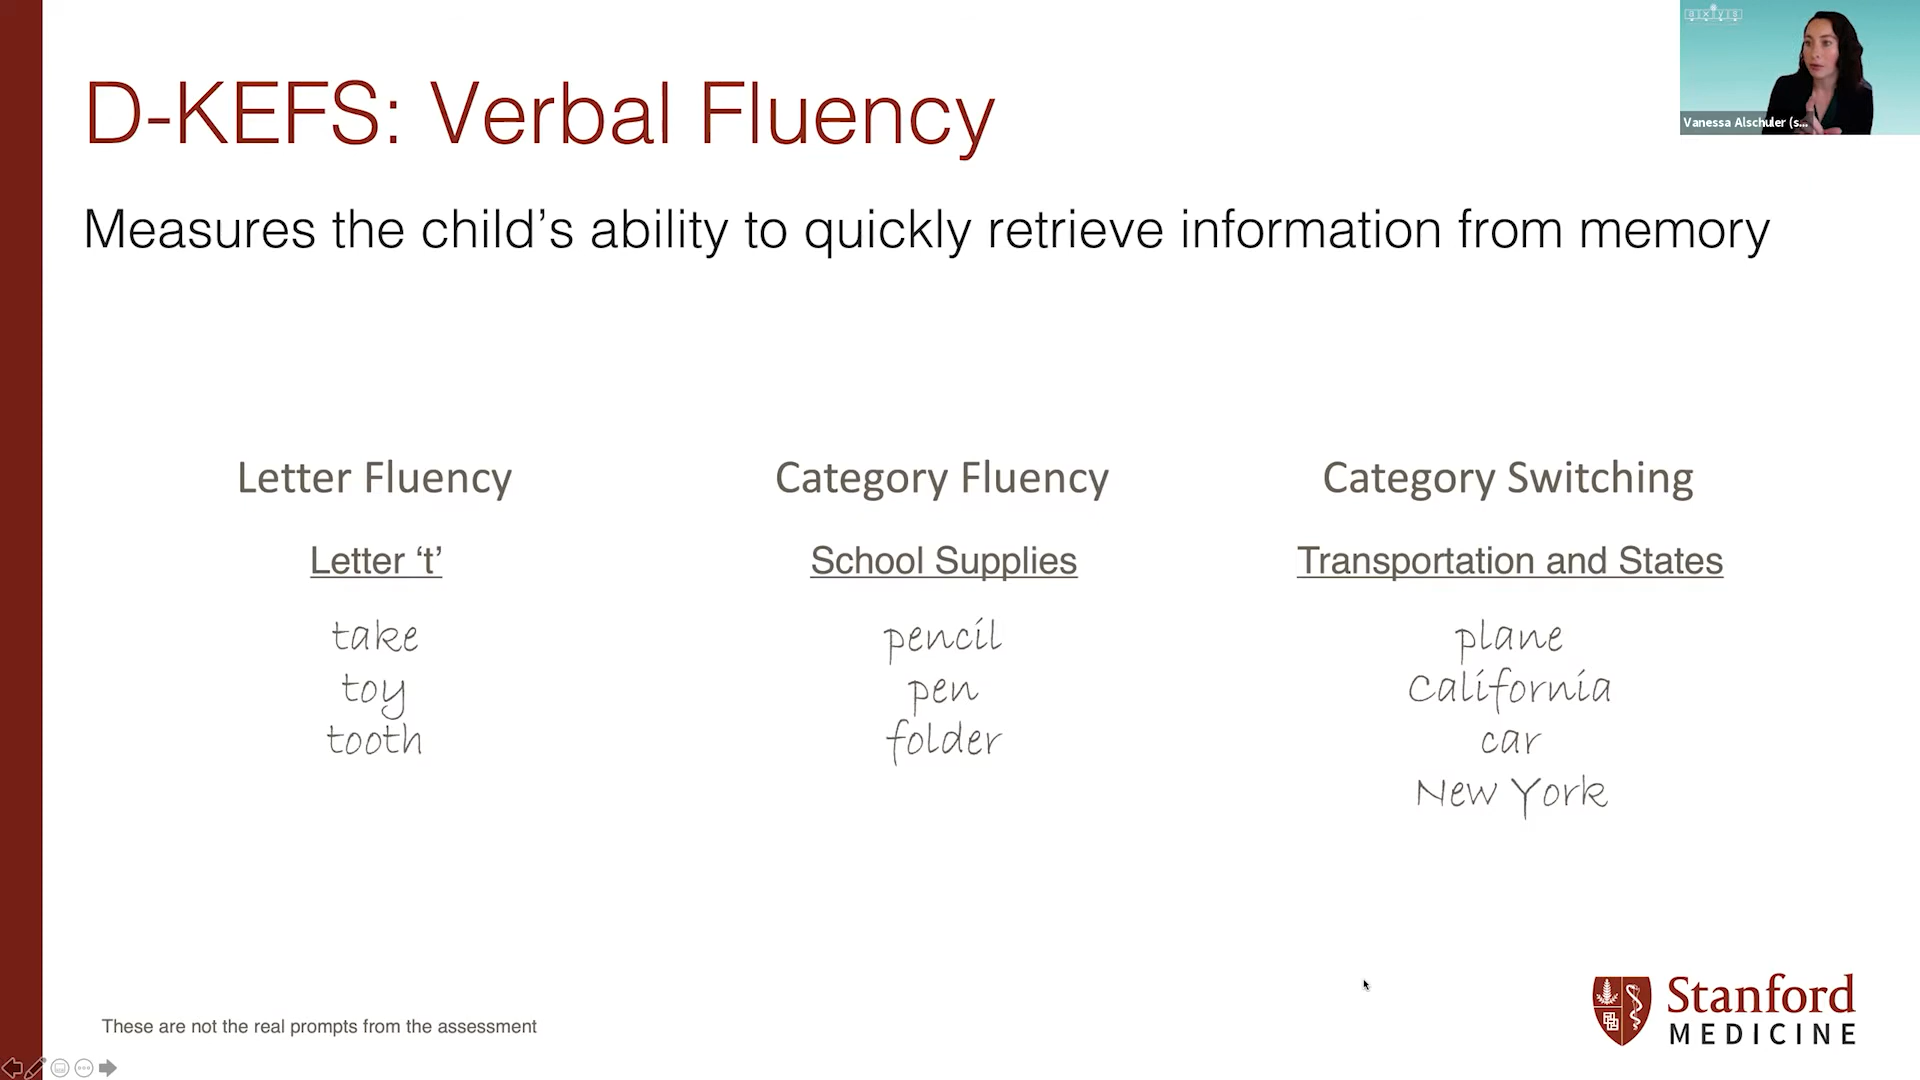 D-KEFS: Verbal Fluency
Measures the child’s ability to quickly retrieve information from memory
Letter Fluency
Letter ‘t’
take
toy
tooth
Category Fluency
School Supplies
pencil
pen
folder
Category Switching
Transportation and States
plane
California
car
New York
These are not the real prompts from the assessment
Stanford
MEDICINE
axys
Vanessa Alschuler (s...